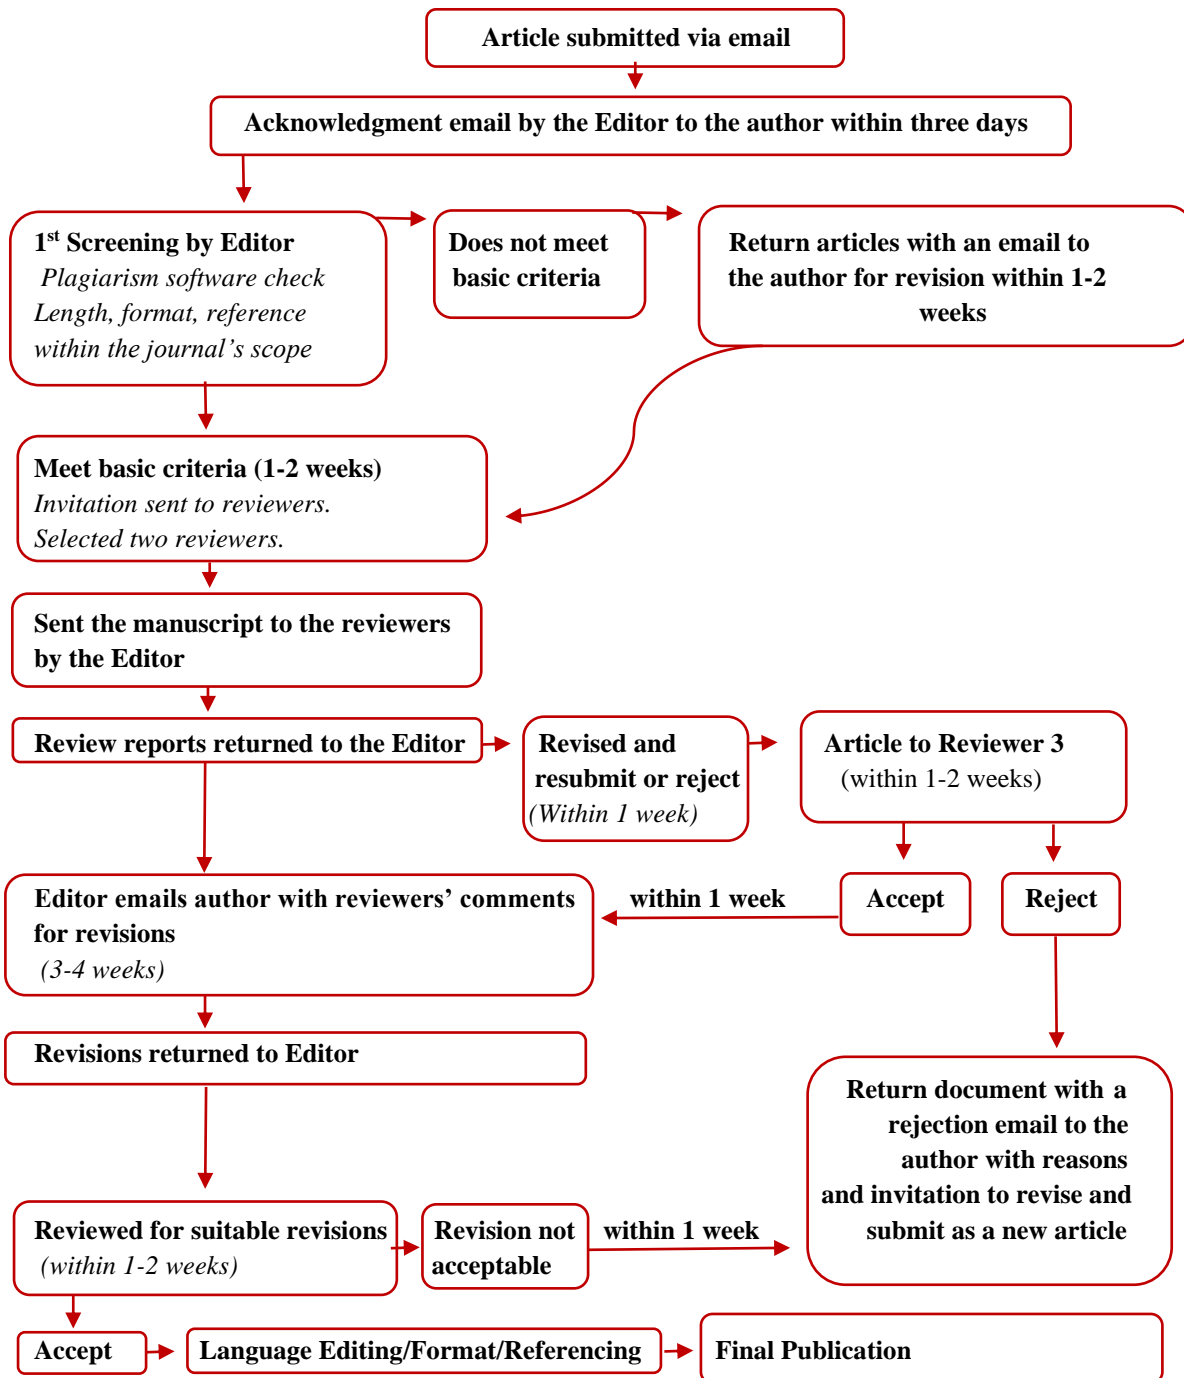 Article submitted via email
Acknowledgment email by the Editor to the author within three days
1st Screening by Editor
Plagiarism software check
Length, format, reference
within the journal’s scope
Does not meet
basic criteria
Return articles with an email to
the author for revision within 1-2
weeks
Meet basic criteria (1-2 weeks)
Invitation sent to reviewers.
Selected two reviewers.
Sent the manuscript to the reviewers
by the Editor
Review reports returned to the Editor
Revised and
resubmit or reject
(Within 1 week)
Article to Reviewer 3
(within 1-2 weeks)
Editor emails author with reviewers’ comments
for revisions
(3-4 weeks)
within 1 week
Accept
Reject
Revisions returned to Editor
Return document with a
rejection email to the
author with reasons
and invitation to revise and
submit as a new article
Reviewed for suitable revisions
(within 1-2 weeks)
Revision not
acceptable
within 1 week
Accept
Language Editing/Format/Referencing
Final Publication